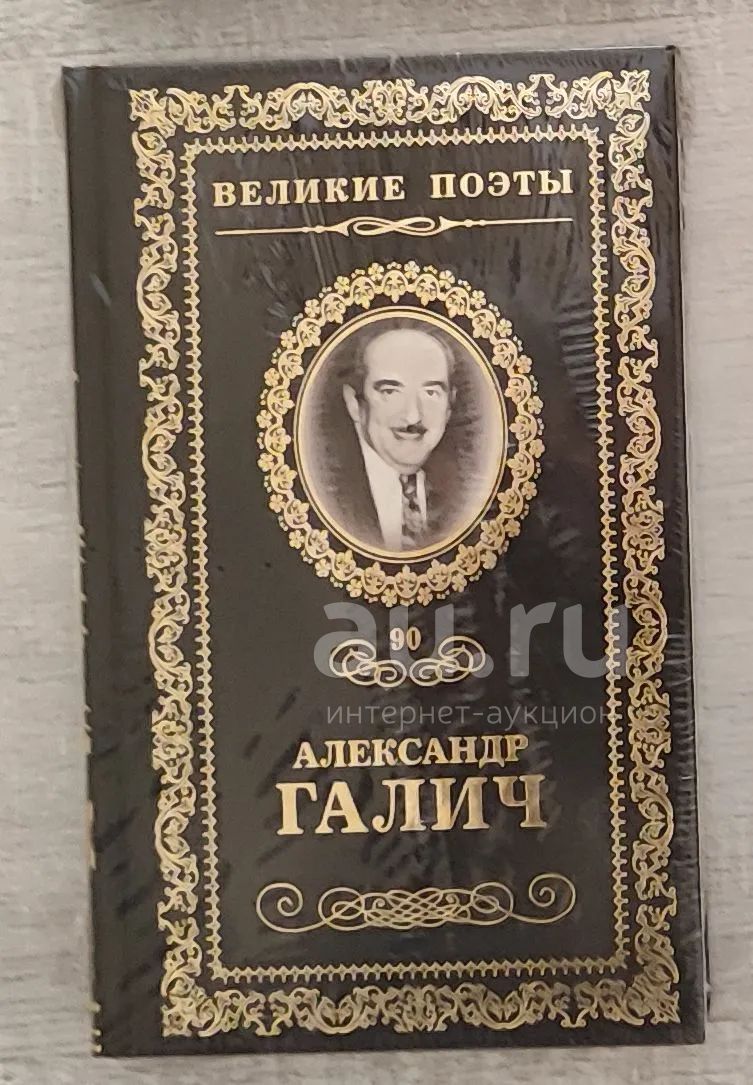 ВЕЛИКИЕ ПОЭТЫ
90
au.ru
интернет-аукцион
АЛЕКСАНДР
ГАЛИЧ